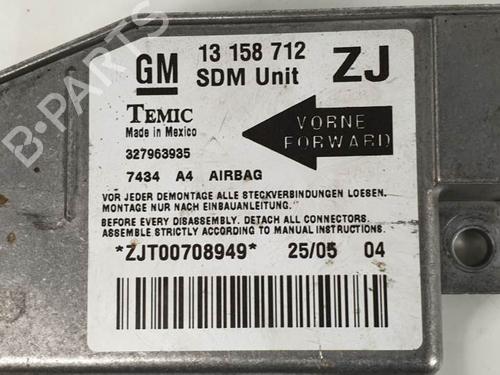 GM 13 158 712 ZJ
SDM Unit
TEMIC
Made in Mexico
VORNE
FORWARD
327963935
7434 A4 AIRBAG
VOR JEDER DEMONTAGE ALLE STECKVERBINDUNGEN LOESEN.
MONTAGE NUR NACH EINBAUANLEITUNG.
BEFORE EVERY DISASSEMBLY. DETACH ALL CONNECTORS.
ASSEMBLE STRICTLY ACCORDING TO MANUAL INSTRUCTIONS.
*ZJT00708949* 25/05 04
B-PARTS